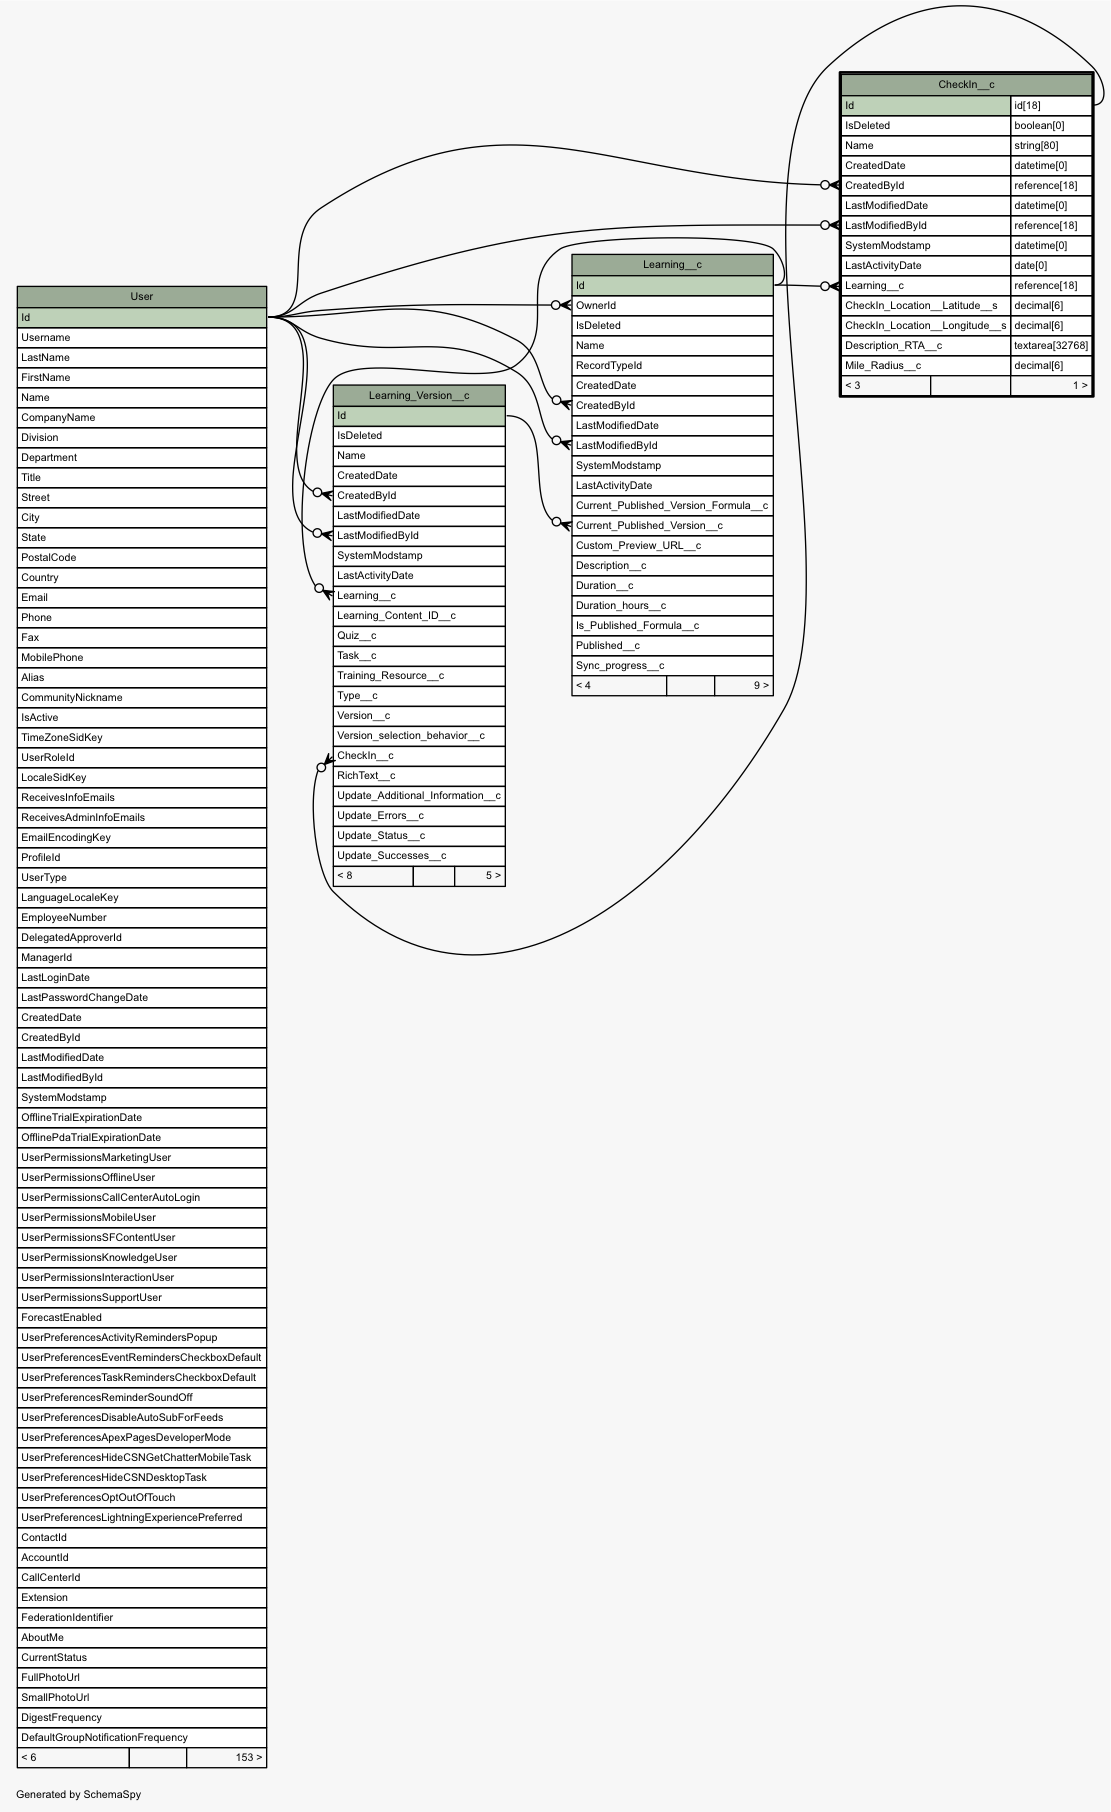 CheckIn__c
Id id[18]
IsDeleted boolean[0]
Name string[80]
CreatedDate datetime[0]
CreatedById reference[18]
LastModifiedDate datetime[0]
LastModifiedById reference[18]
SystemModstamp datetime[0]
LastActivityDate date[0]
Learning__c reference[18]
CheckIn_Location__Latitude__s decimal[6]
CheckIn_Location__Longitude__s decimal[6]
Description_RTA__c textarea[32768]
Mile_Radius__c decimal[6]
< 3 1 >
Learning__c
Id
OwnerId
IsDeleted
Name
RecordTypeId
CreatedDate
CreatedById
LastModifiedDate
LastModifiedById
SystemModstamp
LastActivityDate
Current_Published_Version_Formula__c
Current_Published_Version__c
Custom_Preview_URL__c
Description__c
Duration__c
Duration_hours__c
Is_Published_Formula__c
Published__c
Sync_progress__c
< 4 9 >
Learning_Version__c
Id
IsDeleted
Name
CreatedDate
CreatedById
LastModifiedDate
LastModifiedById
SystemModstamp
LastActivityDate
Learning__c
Learning_Content_ID__c
Quiz__c
Task__c
Training_Resource__c
Type__c
Version__c
Version_selection_behavior__c
CheckIn__c
RichText__c
Update_Additional_Information__c
Update_Errors__c
Update_Status__c
Update_Successes__c
< 8 5 >
User
Id
Username
LastName
FirstName
Name
CompanyName
Division
Department
Title
Street
City
State
PostalCode
Country
Email
Phone
Fax
MobilePhone
Alias
CommunityNickname
IsActive
TimeZoneSidKey
UserRoleId
LocaleSidKey
ReceivesInfoEmails
ReceivesAdminInfoEmails
EmailEncodingKey
ProfileId
UserType
LanguageLocaleKey
EmployeeNumber
DelegatedApproverId
ManagerId
LastLoginDate
LastPasswordChangeDate
CreatedDate
CreatedById
LastModifiedDate
LastModifiedById
SystemModstamp
OfflineTrialExpirationDate
OfflinePdaTrialExpirationDate
UserPermissionsMarketingUser
UserPermissionsOfflineUser
UserPermissionsCallCenterAutoLogin
UserPermissionsMobileUser
UserPermissionsSFContentUser
UserPermissionsKnowledgeUser
UserPermissionsInteractionUser
UserPermissionsSupportUser
ForecastEnabled
UserPreferencesActivityRemindersPopup
UserPreferencesEventRemindersCheckboxDefault
UserPreferencesTaskRemindersCheckboxDefault
UserPreferencesReminderSoundOff
UserPreferencesDisableAutoSubForFeeds
UserPreferencesApexPagesDeveloperMode
UserPreferencesHideCSNGetChatterMobileTask
UserPreferencesHideCSNDesktopTask
UserPreferencesOptOutOfTouch
UserPreferencesLightningExperiencePreferred
ContactId
AccountId
CallCenterId
Extension
FederationIdentifier
AboutMe
CurrentStatus
FullPhotoUrl
SmallPhotoUrl
DigestFrequency
DefaultGroupNotificationFrequency
< 6 153 >
Generated by SchemaSpy